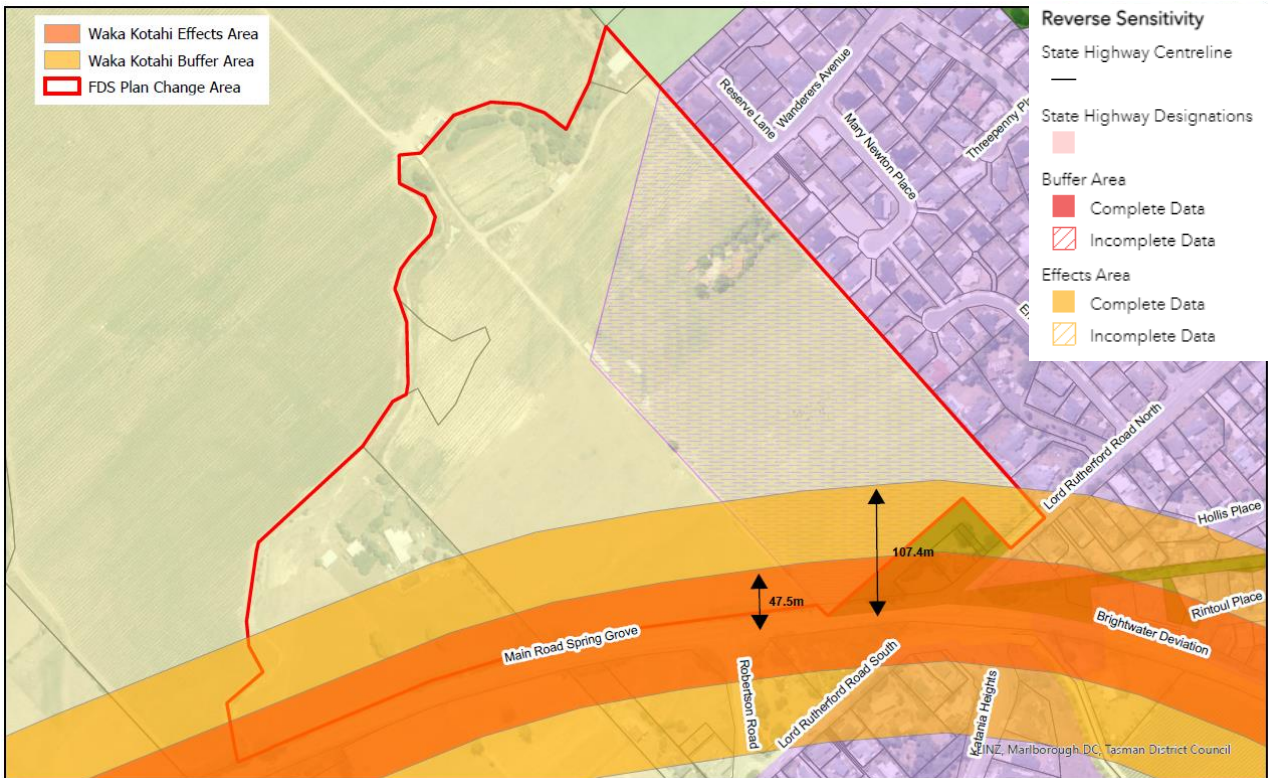 Waka Kotahi Effects Area
Waka Kotahi Buffer Area
FDS Plan Change Area
Reverse Sensitivity
State Highway Centreline
State Highway Designations
Buffer Area
Complete Data
Incomplete Data
Effects Area
Complete Data
Incomplete Data
Reserve Lane
Wanderers Avenue
Mary Newton Place
Threepenny
Lord Rutherford Road North
Hollis Place
107.4m
47.5m
Main Road Spring Grove
Rintoul Place
Brightwater Deviation
Robertson Road
Lord Rutherford Road South
Katania Heights
LINZ, Marlborough DC, Tasman District Council